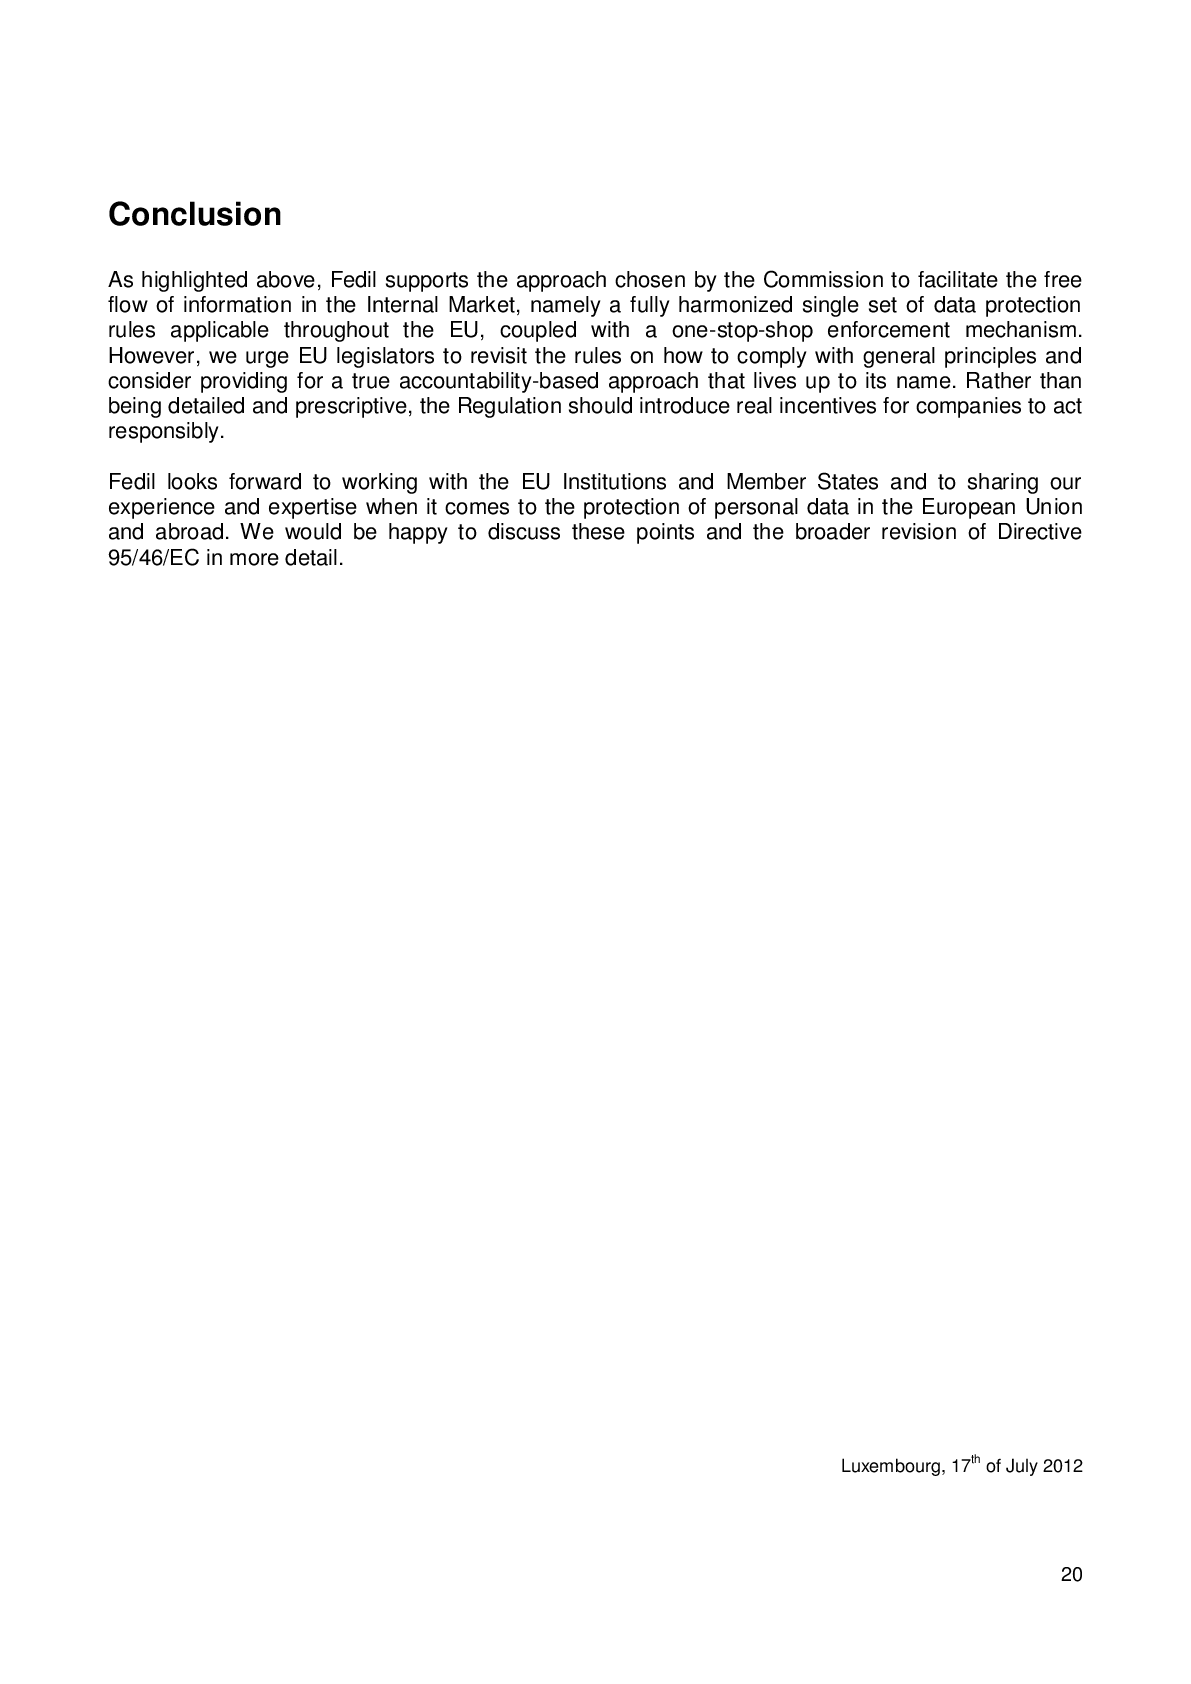 Conclusion
As highlighted above, Fedil supports the approach chosen by the Commission to facilitate the free
flow of information in the Internal Market, namely a fully harmonized single set of data protection
rules applicable throughout the EU, coupled with a one-stop-shop enforcement mechanism.
However, we urge EU legislators to revisit the rules on how to comply with general principles and
consider providing for a true accountability-based approach that lives up to its name. Rather than
being detailed and prescriptive, the Regulation should introduce real incentives for companies to act
responsibly.
Fedil looks forward to working with the EU Institutions and Member States and to sharing our
experience and expertise when it comes to the protection of personal data in the European Union
and abroad. We would be happy to discuss these points and the broader revision of Directive
95/46/EC in more detail.
Luxembourg, 17th of July 2012
20